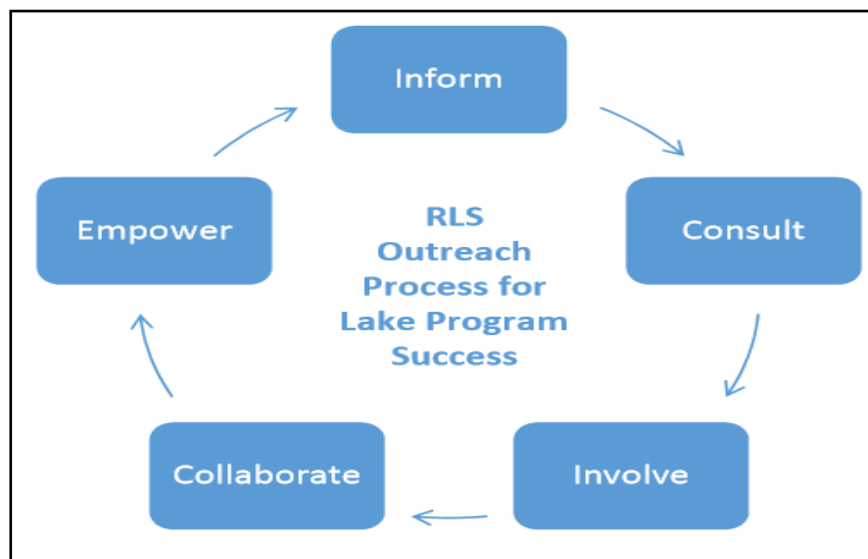 Inform
Empower
Consult
RLS
Outreach
Process for
Lake Program
Success
Collaborate
Involve